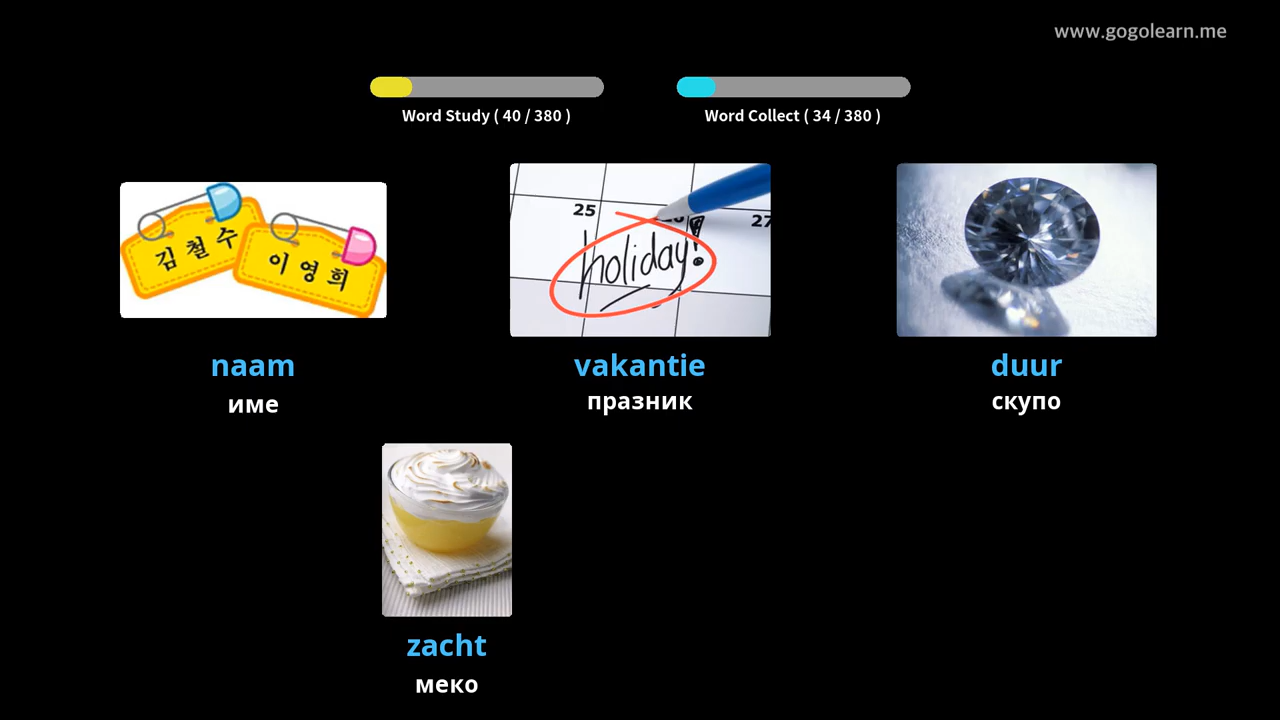 www.gogolearn.me
Word Study ( 40 / 380 )
Word Collect ( 34 / 380 )
김철수
이영희
25
27
holiday!
naam
vakantie
duur
име
празник
скупо
zacht
меко